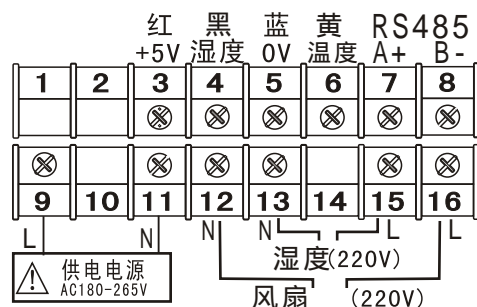 红 黑 蓝 黄 RS485
+5V 湿度 0V 温度 A+ B-
1 2 3 4 5 6 7 8
9 10 11 12 13 14 15 16
L N N N L L
湿度(220V)
供电电源
AC180-265V
风扇 (220V)